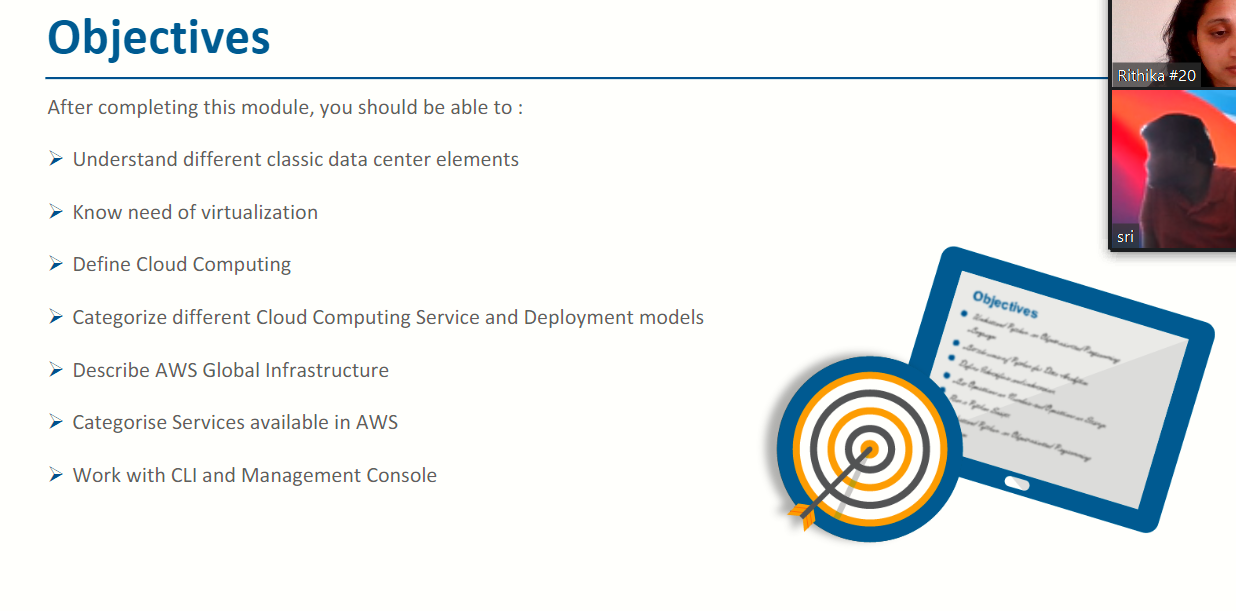 Objectives
After completing this module, you should be able to :
Understand different classic data center elements
Know need of virtualization
Define Cloud Computing
Categorize different Cloud Computing Service and Deployment models
Describe AWS Global Infrastructure
Categorise Services available in AWS
Work with CLI and Management Console
Rithika #20
sri
Objectives